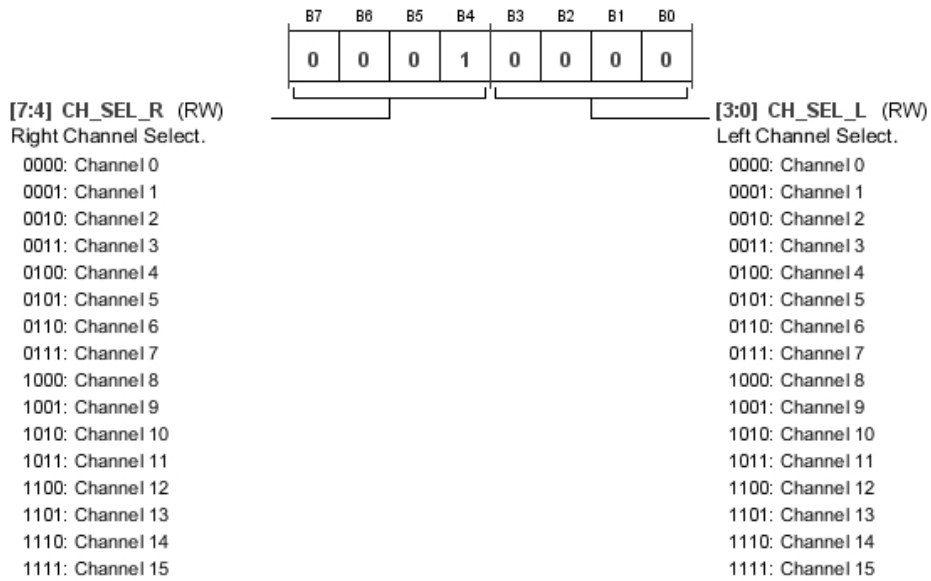 B7 B6 B5 B4 B3 B2 B1 B0
0 0 0 1 0 0 0 0
[7:4] CH_SEL_R (RW)
Right Channel Select.
0000: Channel 0
0001: Channel 1
0010: Channel 2
0011: Channel 3
0100: Channel 4
0101: Channel 5
0110: Channel 6
0111: Channel 7
1000: Channel 8
1001: Channel 9
1010: Channel 10
1011: Channel 11
1100: Channel 12
1101: Channel 13
1110: Channel 14
1111: Channel 15
[3:0] CH_SEL_L (RW)
Left Channel Select.
0000: Channel 0
0001: Channel 1
0010: Channel 2
0011: Channel 3
0100: Channel 4
0101: Channel 5
0110: Channel 6
0111: Channel 7
1000: Channel 8
1001: Channel 9
1010: Channel 10
1011: Channel 11
1100: Channel 12
1101: Channel 13
1110: Channel 14
1111: Channel 15